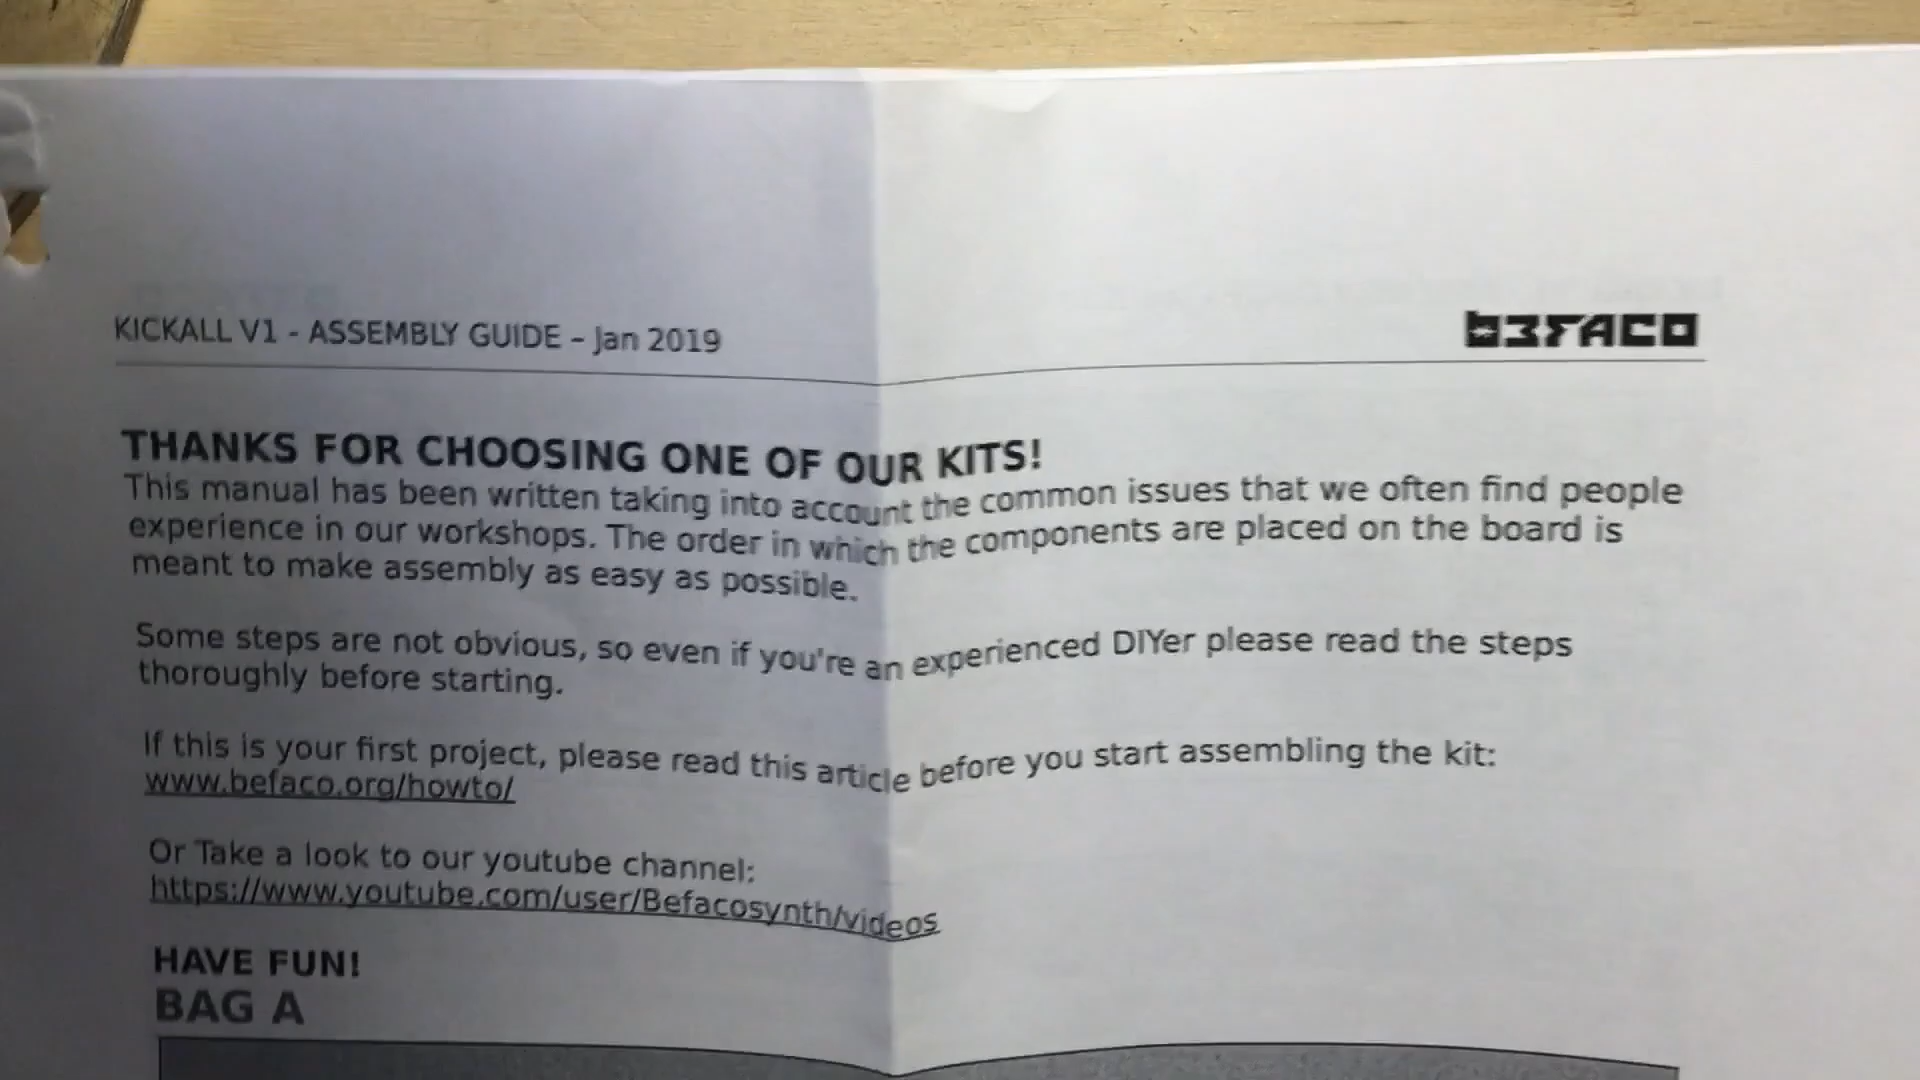 KICKALL V1 - ASSEMBLY GUIDE – Jan 2019
BEFACO
THANKS FOR CHOOSING ONE OF OUR KITS!
This manual has been written taking into account the common issues that we often find people
experience in our workshops. The order in which the components are placed on the board is
meant to make assembly as easy as possible.
Some steps are not obvious, so even if you're an experienced DIYer please read the steps
thoroughly before starting.
If this is your first project, please read this article before you start assembling the kit:
www.befaco.org/howto/
Or Take a look to our youtube channel:
https://www.youtube.com/user/Befacosynth/videos
HAVE FUN!
BAG A